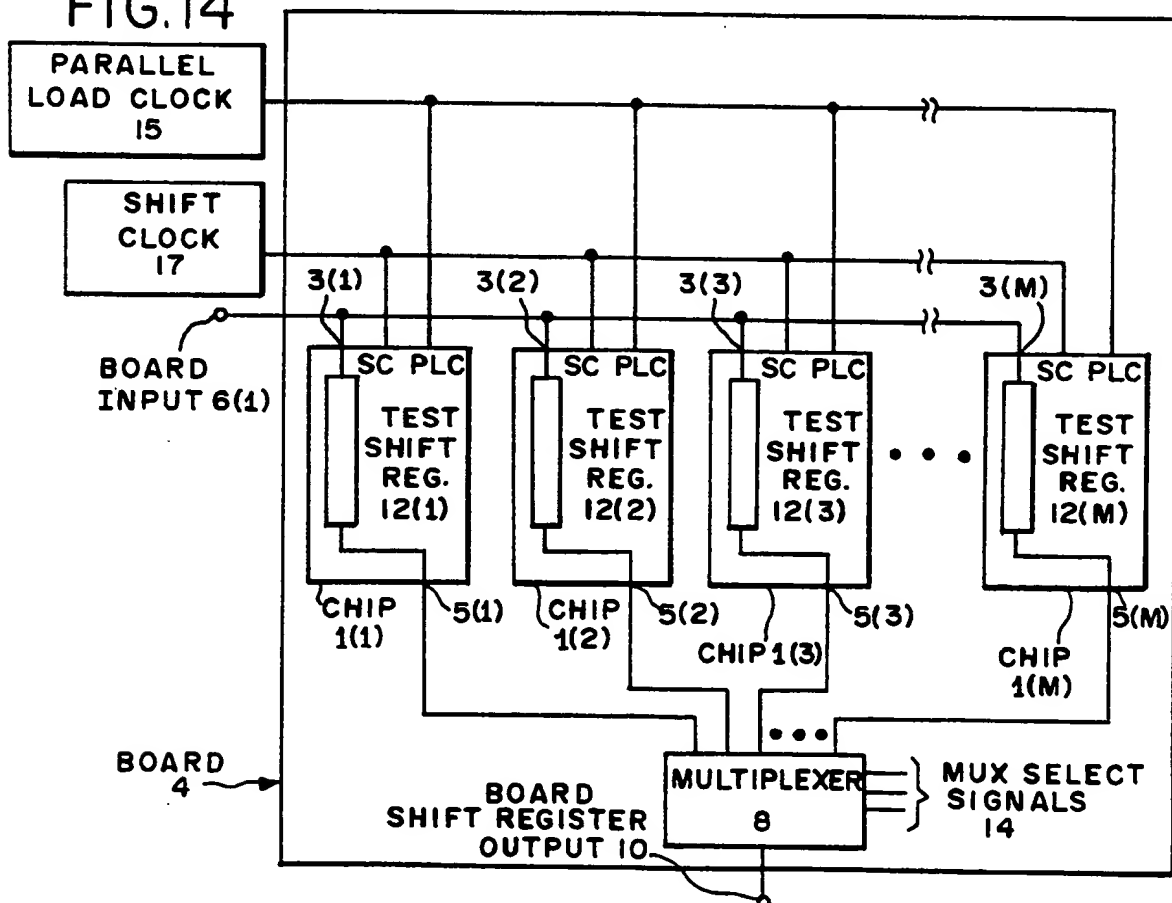 FIG.14
PARALLEL
LOAD CLOCK
15
SHIFT
CLOCK
17
3(1)
3(2)
3(3)
3(M)
BOARD
INPUT 6(1)
SC PLC
TEST
SHIFT
REG.
12(1)
SC PLC
TEST
SHIFT
REG.
12(2)
SC PLC
TEST
SHIFT
REG.
12(3)
SC PLC
TEST
SHIFT
REG.
12(M)
CHIP
1(1)
5(1)
CHIP
1(2)
5(2)
CHIP 1(3)
5(3)
CHIP
1(M)
5(M)
BOARD
4
MULTIPLEXER
8
MUX SELECT
SIGNALS
14
BOARD
SHIFT REGISTER
OUTPUT 10